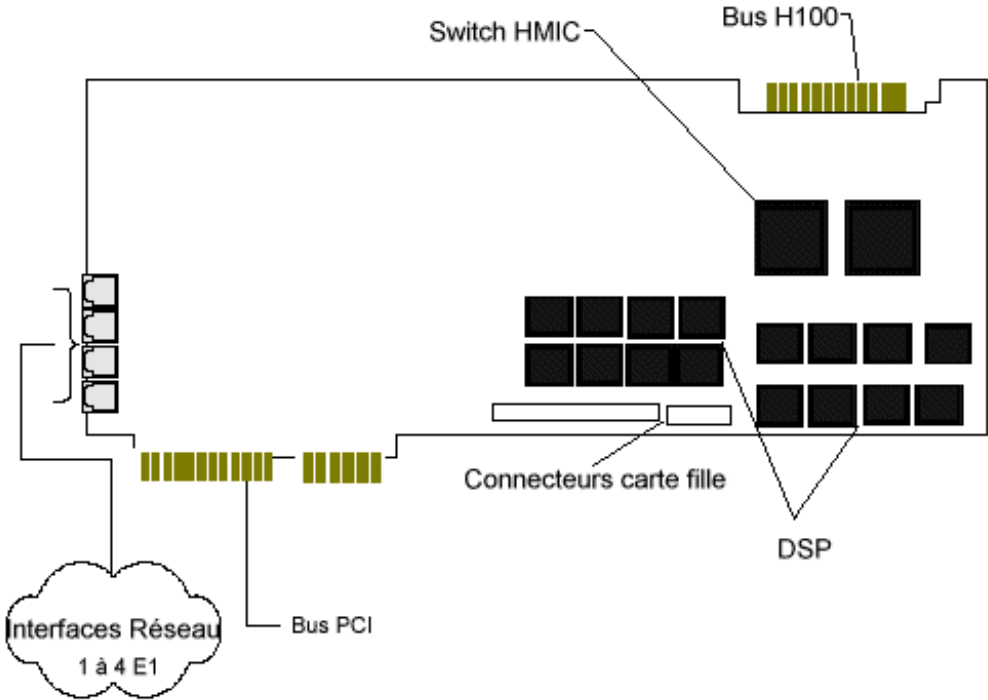 Switch HMIC
Bus H100
Connecteurs carte fille
DSP
Interfaces Réseau
1 à 4 E1
Bus PCI